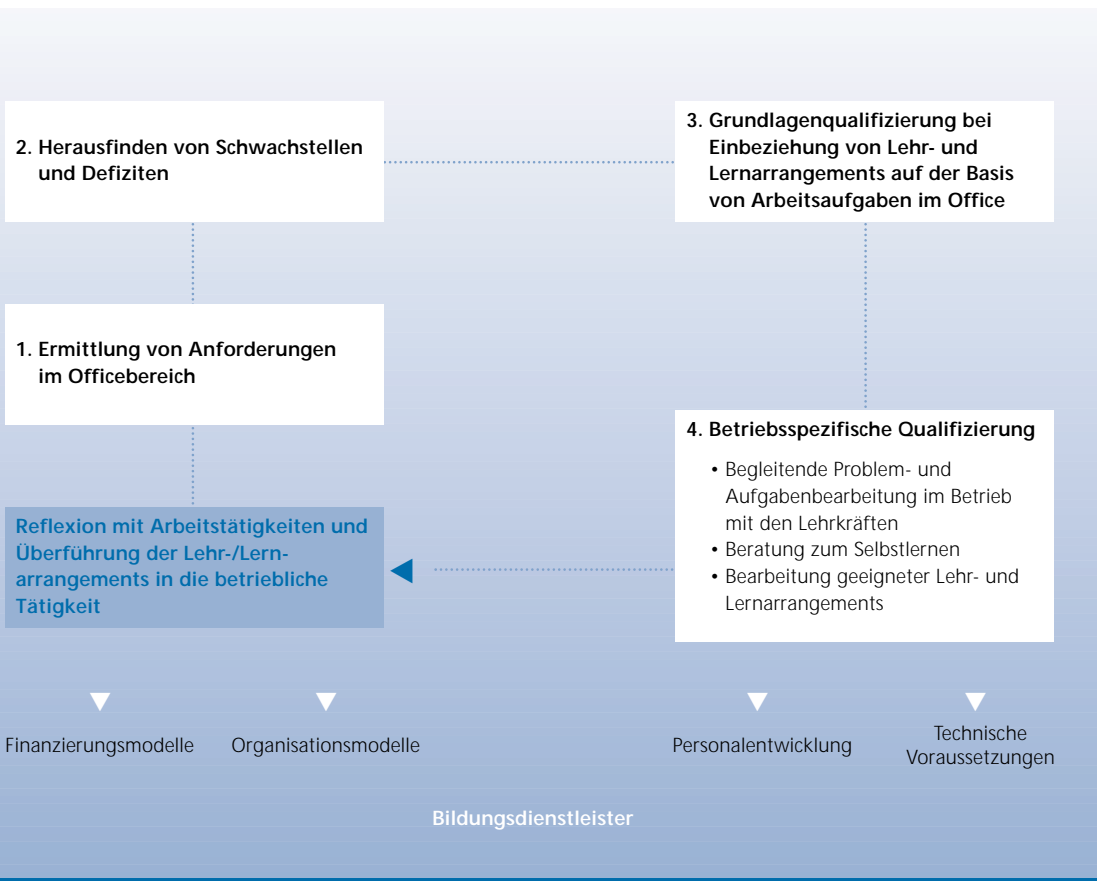 2. Herausfinden von Schwachstellen
und Defiziten
3. Grundlagenqualifizierung bei
Einbeziehung von Lehr- und
Lernarrangements auf der Basis
von Arbeitsaufgaben im Office
1. Ermittlung von Anforderungen
im Officebereich
4. Betriebsspezifische Qualifizierung
• Begleitende Problem- und
Aufgabenbearbeitung im Betrieb
mit den Lehrkräften
• Beratung zum Selbstlernen
• Bearbeitung geeigneter Lehr- und
Lernarrangements
Reflexion mit Arbeitstätigkeiten und
Überführung der Lehr-/Lern-
arrangements in die betriebliche
Tätigkeit
Finanzierungsmodelle
Organisationsmodelle
Personalentwicklung
Technische
Voraussetzungen
Bildungsdienstleister